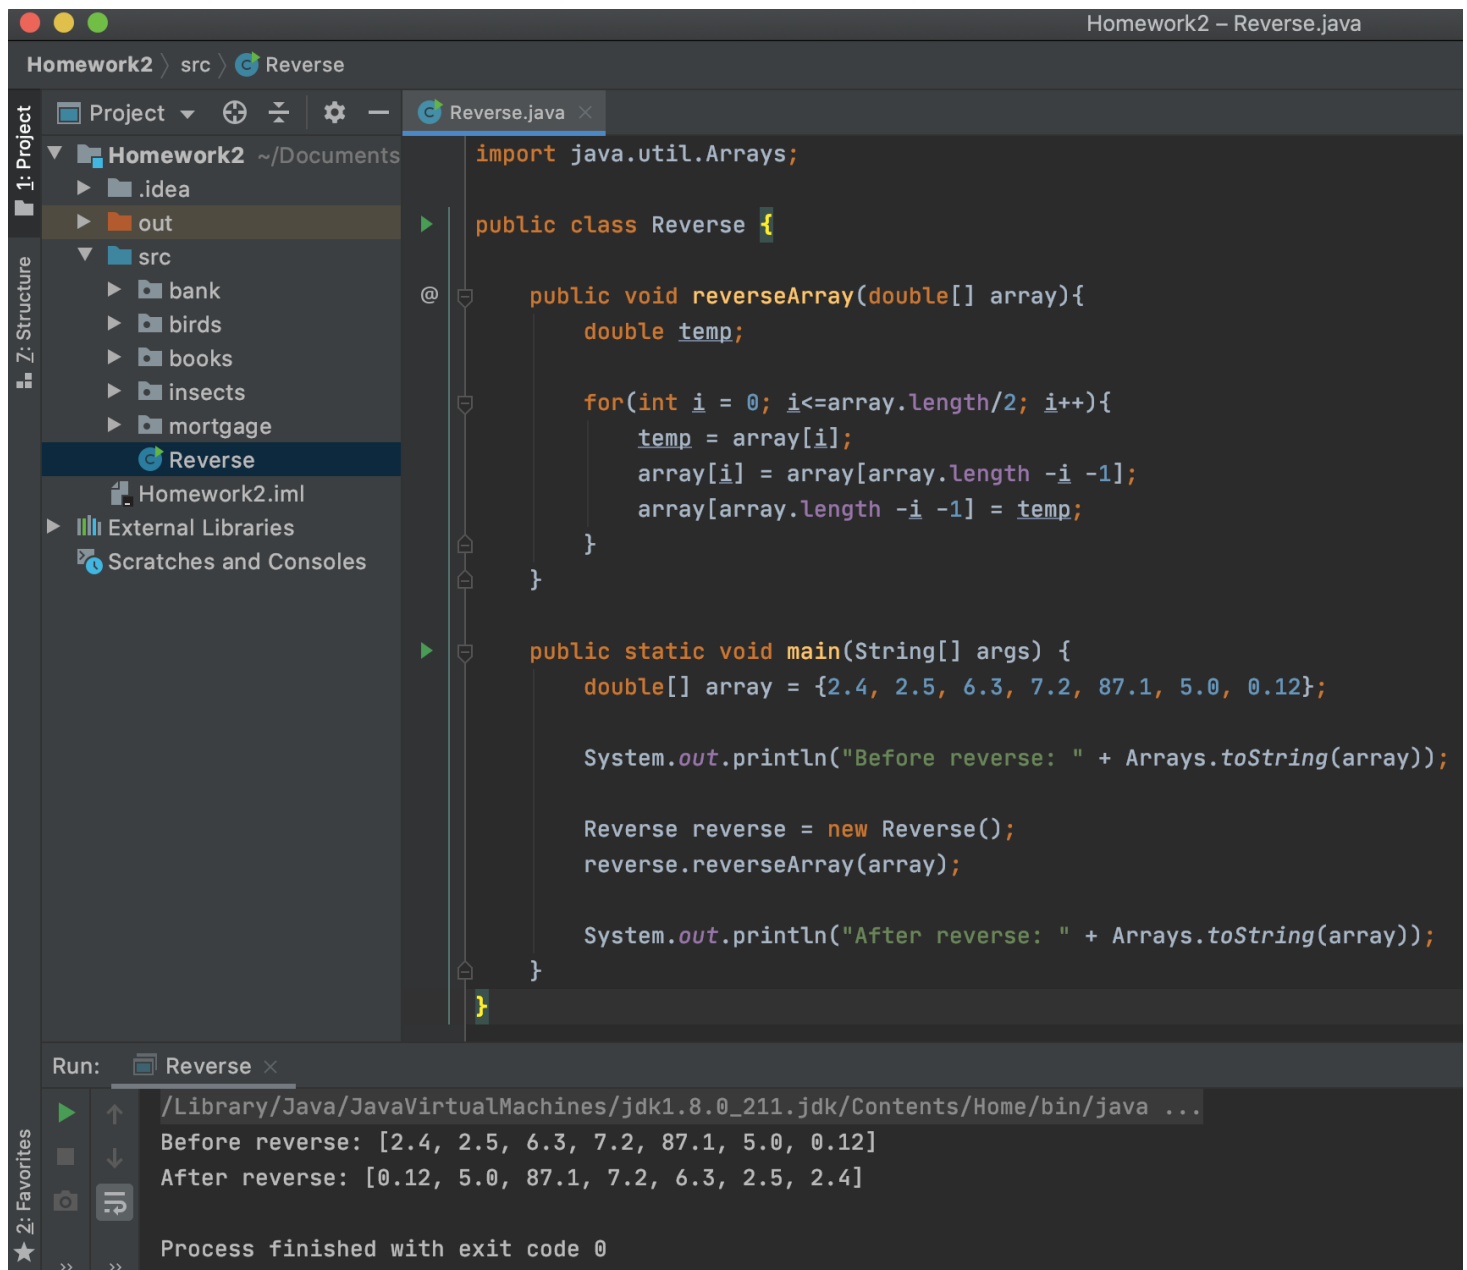 Homework2 – Reverse.java
Homework2 src Reverse
1: Project
Z: Structure
2: Favorites
Project
Homework2 ~/Documents
.idea
out
src
bank
birds
books
insects
mortgage
Reverse
Homework2.iml
External Libraries
Scratches and Consoles
Reverse.java
import java.util.Arrays;
public class Reverse {
@
public void reverseArray(double[] array){
double temp;
for(int i = 0; i<=array.length/2; i++){
temp = array[i];
array[i] = array[array.length -i -1];
array[array.length -i -1] = temp;
}
}
public static void main(String[] args) {
double[] array = {2.4, 2.5, 6.3, 7.2, 87.1, 5.0, 0.12};
System.out.println("Before reverse: " + Arrays.toString(array));
Reverse reverse = new Reverse();
reverse.reverseArray(array);
System.out.println("After reverse: " + Arrays.toString(array));
}
}
Run: Reverse
/Library/Java/JavaVirtualMachines/jdk1.8.0_211.jdk/Contents/Home/bin/java ...
Before reverse: [2.4, 2.5, 6.3, 7.2, 87.1, 5.0, 0.12]
After reverse: [0.12, 5.0, 87.1, 7.2, 6.3, 2.5, 2.4]
Process finished with exit code 0